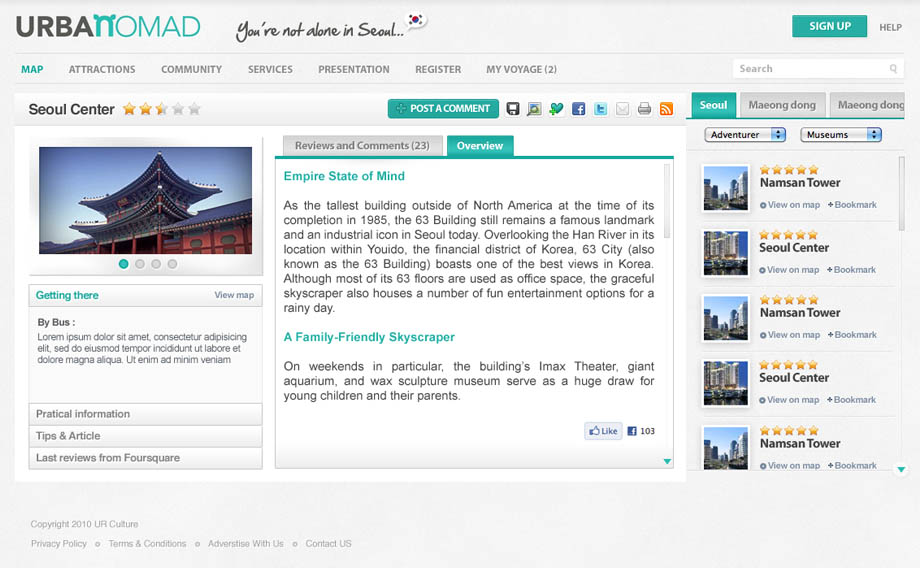 URBANOMAD
You're not alone in Seoul...
SIGN UP
HELP
MAP
ATTRACTIONS
COMMUNITY
SERVICES
PRESENTATION
REGISTER
MY VOYAGE (2)
Search
Seoul Center
POST A COMMENT
Getting there
View map
By Bus :
Lorem ipsum dolor sit amet, consectetur adipisicing
elit, sed do eiusmod tempor incididunt ut labore et
dolore magna aliqua. Ut enim ad minim veniam
Pratical information
Tips & Article
Last reviews from Foursquare
Reviews and Comments (23)
Overview
Empire State of Mind
As the tallest building outside of North America at the time of its
completion in 1985, the 63 Building still remains a famous landmark
and an industrial icon in Seoul today. Overlooking the Han River in its
location within Youido, the financial district of Korea, 63 City (also
known as the 63 Building) boasts one of the best views in Korea.
Although most of its 63 floors are used as office space, the graceful
skyscraper also houses a number of fun entertainment options for a
rainy day.
A Family-Friendly Skyscraper
On weekends in particular, the building's Imax Theater, giant
aquarium, and wax sculpture museum serve as a huge draw for
young children and their parents.
Like
103
Seoul
Maeong dong
Maeong dong
Adventurer
Museums
Namsan Tower
View on map
Bookmark
Seoul Center
View on map
Bookmark
Namsan Tower
View on map
Bookmark
Seoul Center
View on map
Bookmark
Namsan Tower
View on map
Bookmark
Copyright 2010 UR Culture
Privacy Policy
Terms & Conditions
Adverstise With Us
Contact US